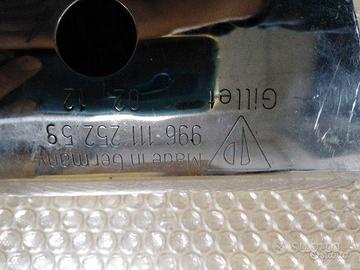 Made in Germany
996 111 252 59
Gillet 02 12